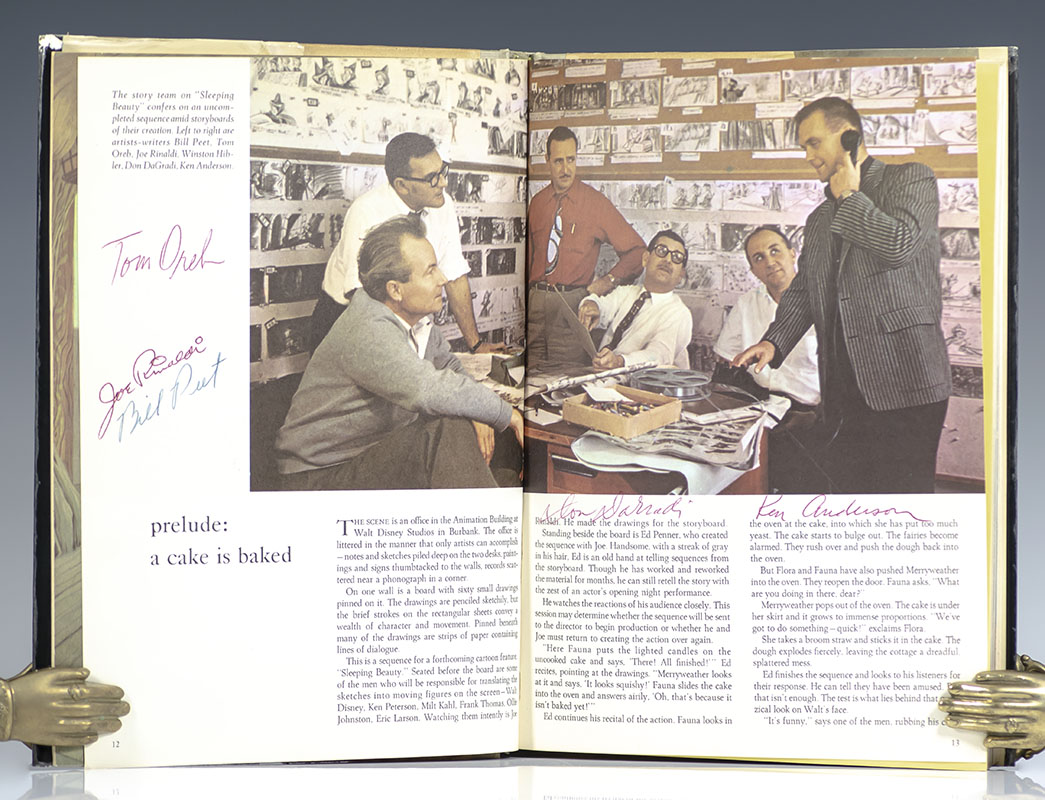 The story team on "Sleeping
Beauty" confers on an uncom-
pleted sequence amid storyboards
of their creation. Left to right are
artists-writers Bill Peet, Tom
Oreb, Joe Rinaldi, Winston Hib-
ler, Don DaGradi, Ken Anderson.
Tom Oreb
Joe Rinaldi
Bill Peet
prelude:
a cake is baked
THE SCENE is an office in the Animation Building at
Walt Disney Studios in Burbank. The office is
littered in the manner that only artists can accomplish
—notes and sketches piled deep on the two desks, paint-
ings and signs thumbtacked to the walls, records scat-
tered near a phonograph in a corner.
On one wall is a board with sixty small drawings
pinned on it. The drawings are penciled sketchily, but
the brief strokes on the rectangular sheets convey a
wealth of character and movement. Pinned beneath
many of the drawings are strips of paper containing
lines of dialogue.
This is a sequence for a forthcoming cartoon feature
"Sleeping Beauty." Seated before the board are some
of the men who will be responsible for translating the
sketches into moving figures on the screen—Walt
Disney, Ken Peterson, Milt Kahl, Frank Thomas, Ollie
Johnston, Eric Larson. Watching them intently is Joe
12
Don DaGradi
Rinaldi. He made the drawings for the storyboard.
Standing beside the board is Ed Penner, who created
the sequence with Joe. Handsome, with a streak of gray
in his hair, Ed is an old hand at telling sequences from
the storyboard. Though he has worked and reworked
the material for months, he can still retell the story with
the zest of an actor's opening night performance.
He watches the reactions of his audience closely. This
session may determine whether the sequence will be sent
to the director to begin production or whether he and
Joe must return to creating the action over again.
"Here Fauna puts the lighted candles on the
uncooked cake and says, 'There! All finished!'" Ed
recites, pointing at the drawings. "Merryweather looks
at it and says, 'It looks squishy!' Fauna slides the cake
into the oven and answers airily, 'Oh, that's because it
isn't baked yet!'"
Ed continues his recital of the action. Fauna looks in
Ken Anderson
the oven at the cake, into which she has put too much
yeast. The cake starts to bulge out. The fairies become
alarmed. They rush over and push the dough back into
the oven.
But Flora and Fauna have also pushed Merryweather
into the oven. They reopen the door. Fauna asks, "What
are you doing in there, dear?"
Merryweather pops out of the oven. The cake is under
her skirt and it grows to immense proportions. "We've
got to do something—quick!" exclaims Flora.
She takes a broom straw and sticks it in the cake. The
dough explodes fiercely, leaving the cottage a dreadful,
splattered mess.
Ed finishes the sequence and looks to his listeners for
their response. He can tell they have been amused.
that isn't enough. The test is what lies behind that
zical look on Walt's face.
"It's funny," says one of the men, rubbing his
13